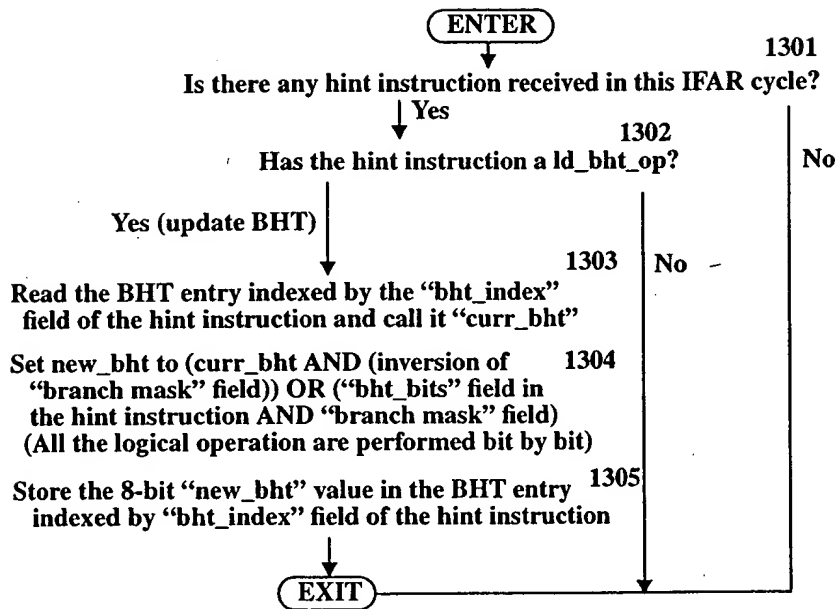 ENTER
1301
Is there any hint instruction received in this IFAR cycle?
Yes
1302
Has the hint instruction a ld_bht_op?
No
Yes (update BHT)
1303
No
Read the BHT entry indexed by the “bht_index”
field of the hint instruction and call it “curr_bht”
Set new_bht to (curr_bht AND (inversion of 1304
“branch mask” field)) OR (“bht_bits” field in
the hint instruction AND “branch mask” field)
(All the logical operation are performed bit by bit)
Store the 8-bit “new_bht” value in the BHT entry 1305
indexed by “bht_index” field of the hint instruction
EXIT